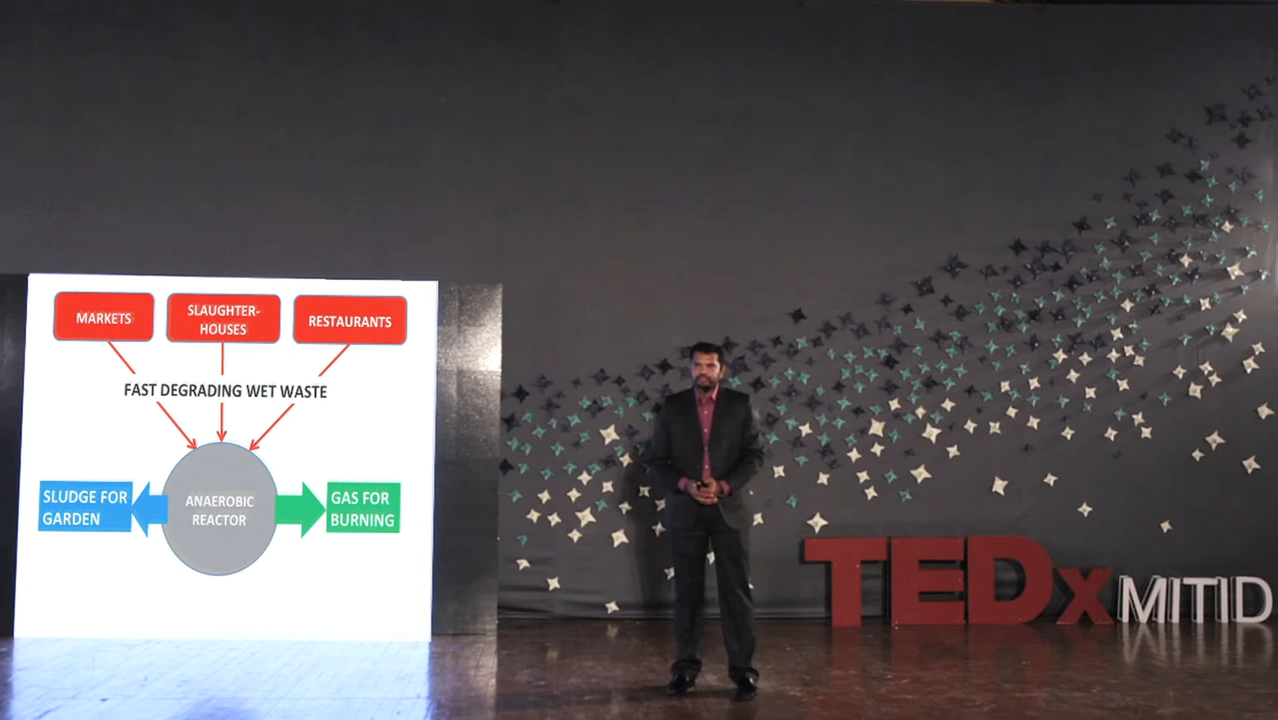 MARKETS
SLAUGHTER-
HOUSES
RESTAURANTS
FAST DEGRADING WET WASTE
SLUDGE FOR
GARDEN
ANAEROBIC
REACTOR
GAS FOR
BURNING
TEDx MITID